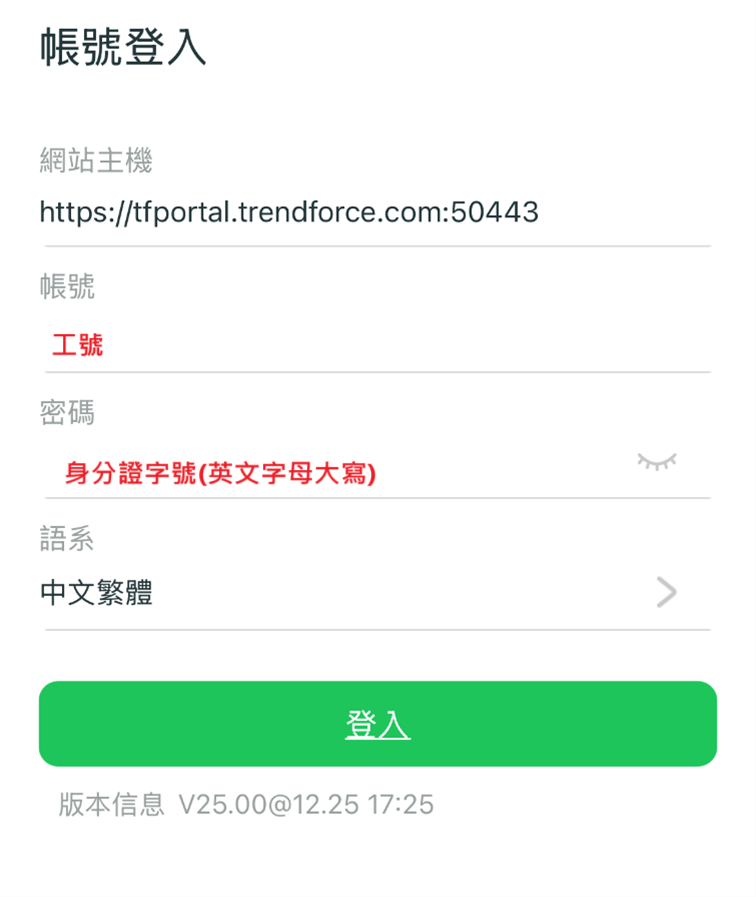 帳號登入
網站主機
https://tfportal.trendforce.com:50443
帳號
工號
密碼
身分證字號(英文字母大寫)
語系
中文繁體
登入
版本信息 V25.00@12.25 17:25